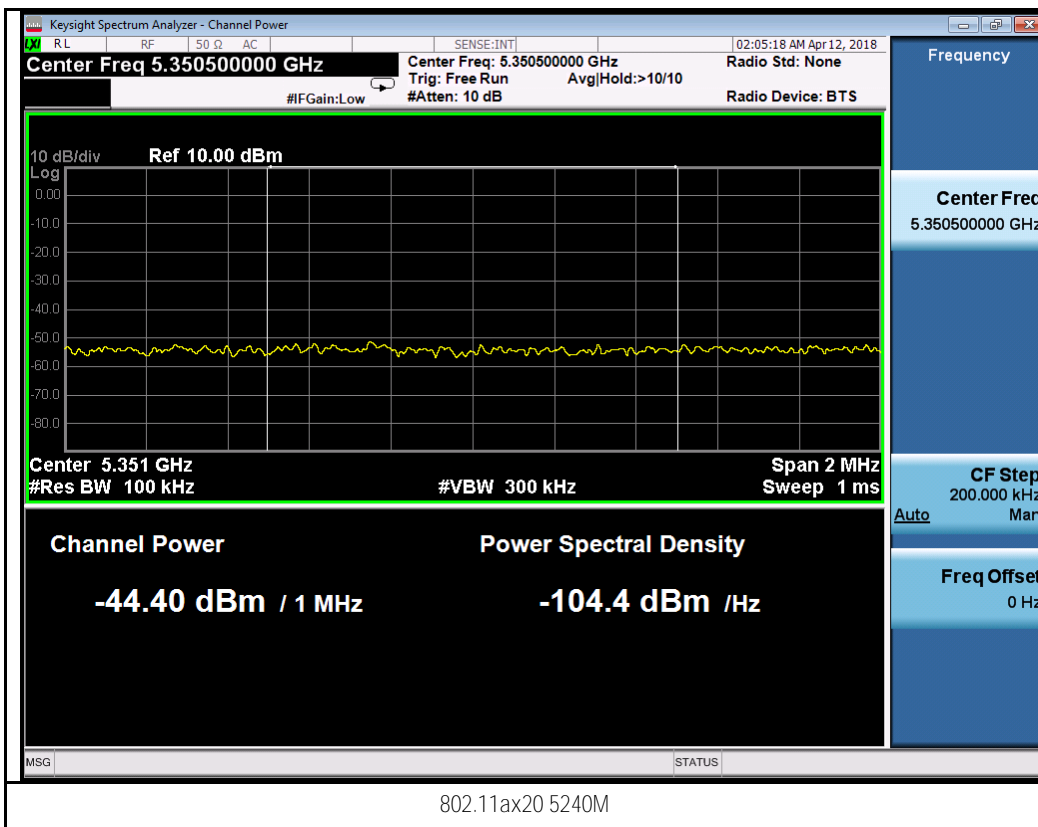 Keysight Spectrum Analyzer - Channel Power
LXI RL RF 50 Ω AC SENSE:INT 02:05:18 AM Apr 12, 2018
Center Freq 5.350500000 GHz
Center Freq: 5.350500000 GHz
Radio Std: None
Trig: Free Run Avg|Hold:>10/10
#IFGain:Low
#Atten: 10 dB
Radio Device: BTS
10 dB/div Ref 10.00 dBm
Log
0.00
-10.0
-20.0
-30.0
-40.0
-50.0
-60.0
-70.0
-80.0
Center 5.351 GHz Span 2 MHz
#Res BW 100 kHz #VBW 300 kHz Sweep 1 ms
Channel Power Power Spectral Density
-44.40 dBm / 1 MHz -104.4 dBm /Hz
MSG STATUS
Frequency
Center Freq
5.350500000 GHz
CF Step
200.000 kHz
Auto Man
Freq Offset
0 Hz
802.11ax20 5240M